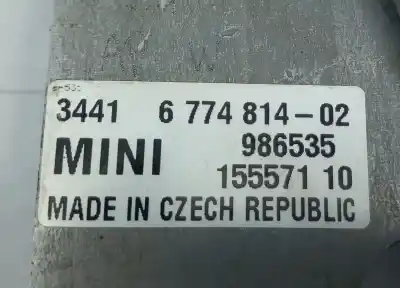 3441 6 774 814-02
MINI 986535
155571 10
MADE IN CZECH REPUBLIC